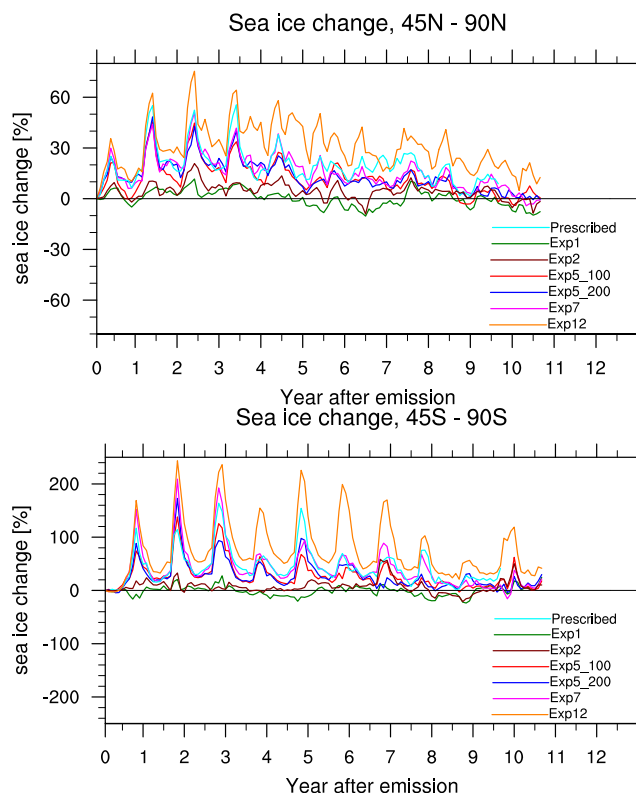 Sea ice change, 45N - 90N
sea ice change [%]
60
30
0
-30
-60
Prescribed
Exp1
Exp2
Exp5_100
Exp5_200
Exp7
Exp12
0 1 2 3 4 5 6 7 8 9 10 11 12
Year after emission
Sea ice change, 45S - 90S
sea ice change [%]
200
100
0
-100
-200
Prescribed
Exp1
Exp2
Exp5_100
Exp5_200
Exp7
Exp12
0 1 2 3 4 5 6 7 8 9 10 11 12
Year after emission